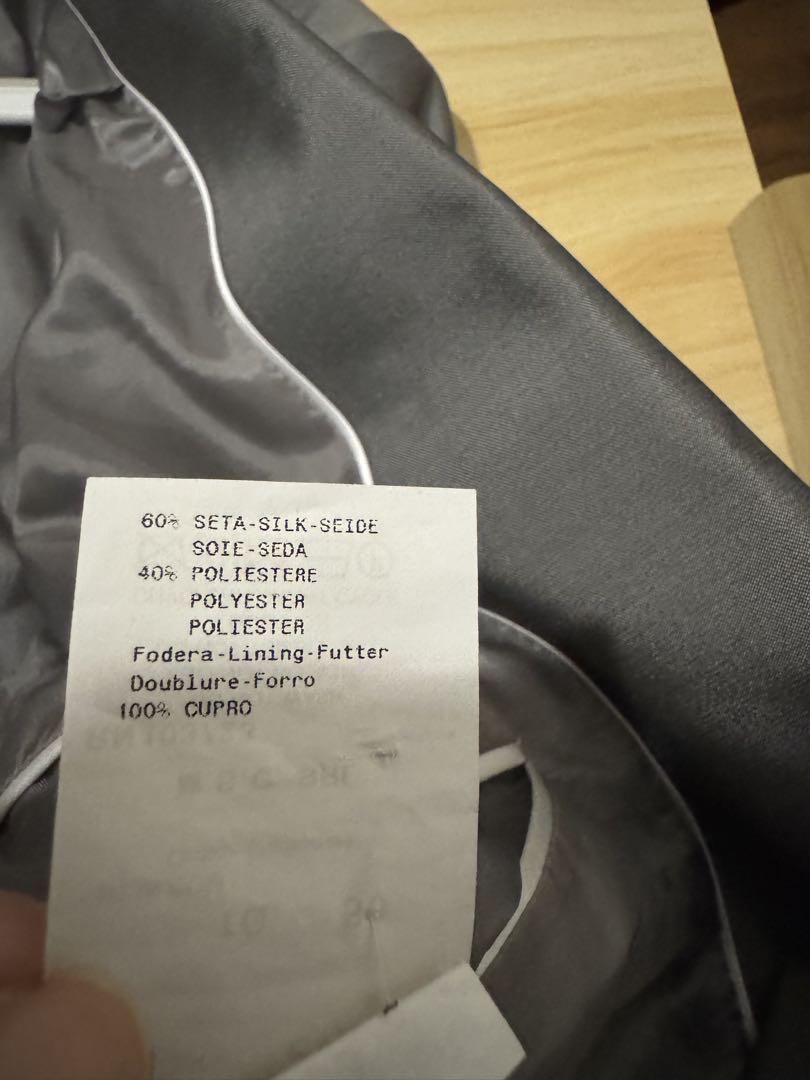 60% SETA-SILK-SEIDE
SOIE-SEDA
40% POLIESTERE
POLYESTER
POLIESTER
Fodera-Lining-Futter
Doublure-Forro
100% CUPRO